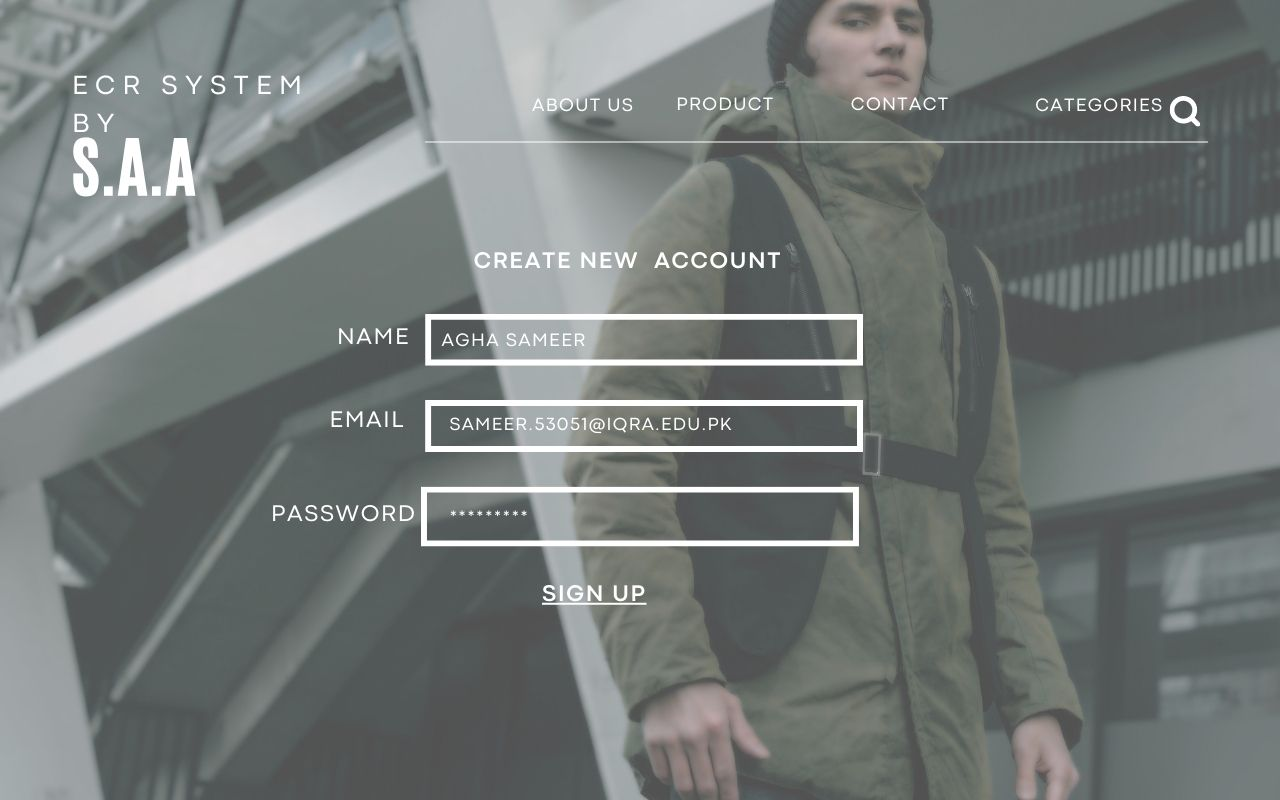 ECR SYSTEM
BY
S.A.A
ABOUT US PRODUCT CONTACT CATEGORIES
CREATE NEW ACCOUNT
NAME AGHA SAMEER
EMAIL SAMEER.53051@IQRA.EDU.PK
PASSWORD *********
SIGN UP